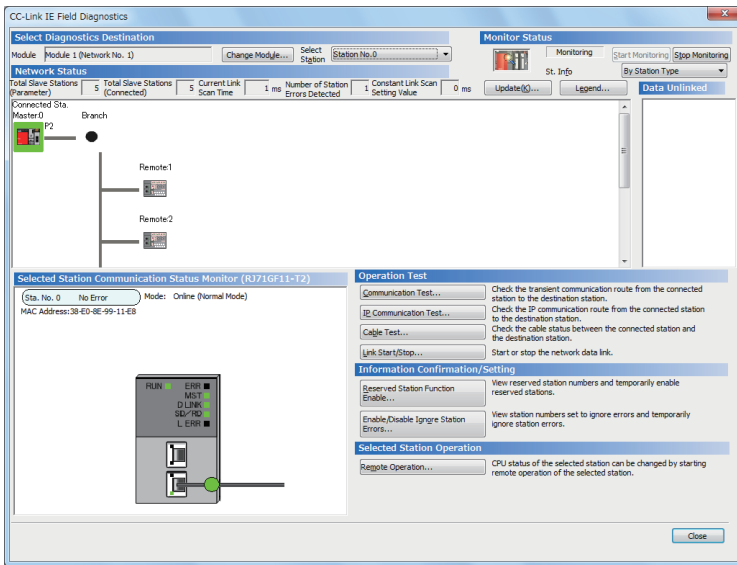 CC-Link IE Field Diagnostics
Select Diagnostics Destination
Module Module 1 (Network No. 1) Change Module... Select Station Station No.0
Monitor Status
Monitoring Start Monitoring Stop Monitoring
St. Info By Station Type
Network Status
Total Slave Stations (Parameter) 5 Total Slave Stations (Connected) 5 Current Link Scan Time 1 ms Number of Station Errors Detected 1 Constant Link Scan Setting Value 0 ms
Update(K)... Legend... Data Unlinked
Connected Sta.
Master:0 Branch
P2
Remote:1
Remote:2
Selected Station Communication Status Monitor (RJ71GF11-T2)
Sta. No. 0 No Error Mode: Online (Normal Mode)
MAC Address:38-E0-8E-99-11-E8
RUN ERR
MST
D LINK
SD/RD
L ERR
Operation Test
Communication Test... Check the transient communication route from the connected
station to the destination station.
IP Communication Test... Check the IP communication route from the connected station
to the destination station.
Cable Test... Check the cable status between the connected station and
the destination station.
Link Start/Stop... Start or stop the network data link.
Information Confirmation/Setting
Reserved Station Function Enable... View reserved station numbers and temporarily enable
reserved stations.
Enable/Disable Ignore Station Errors... View station numbers set to ignore errors and temporarily
ignore station errors.
Selected Station Operation
Remote Operation... CPU status of the selected station can be changed by starting
remote operation of the selected station.
Close